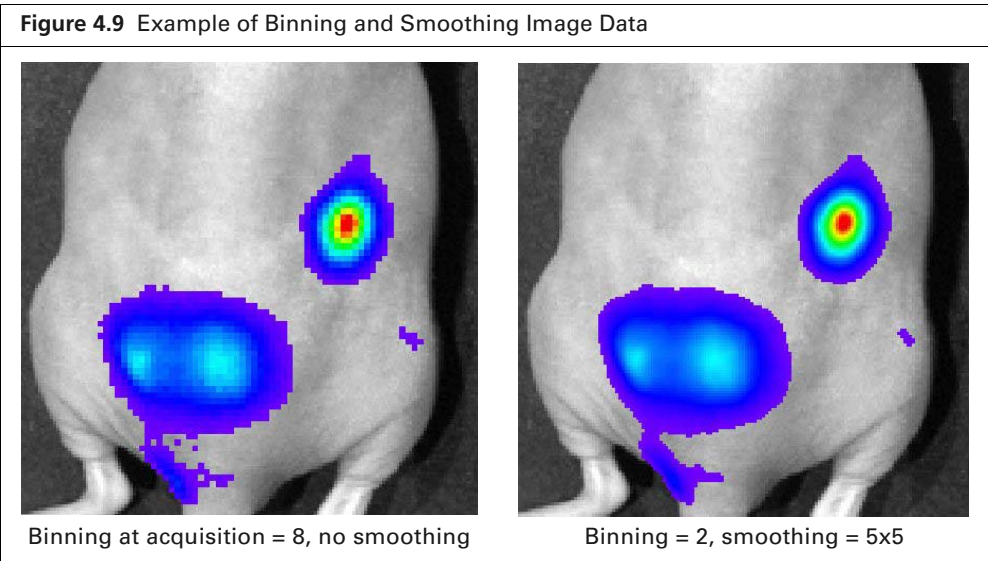 Figure 4.9 Example of Binning and Smoothing Image Data
Binning at acquisition = 8, no smoothing
Binning = 2, smoothing = 5x5